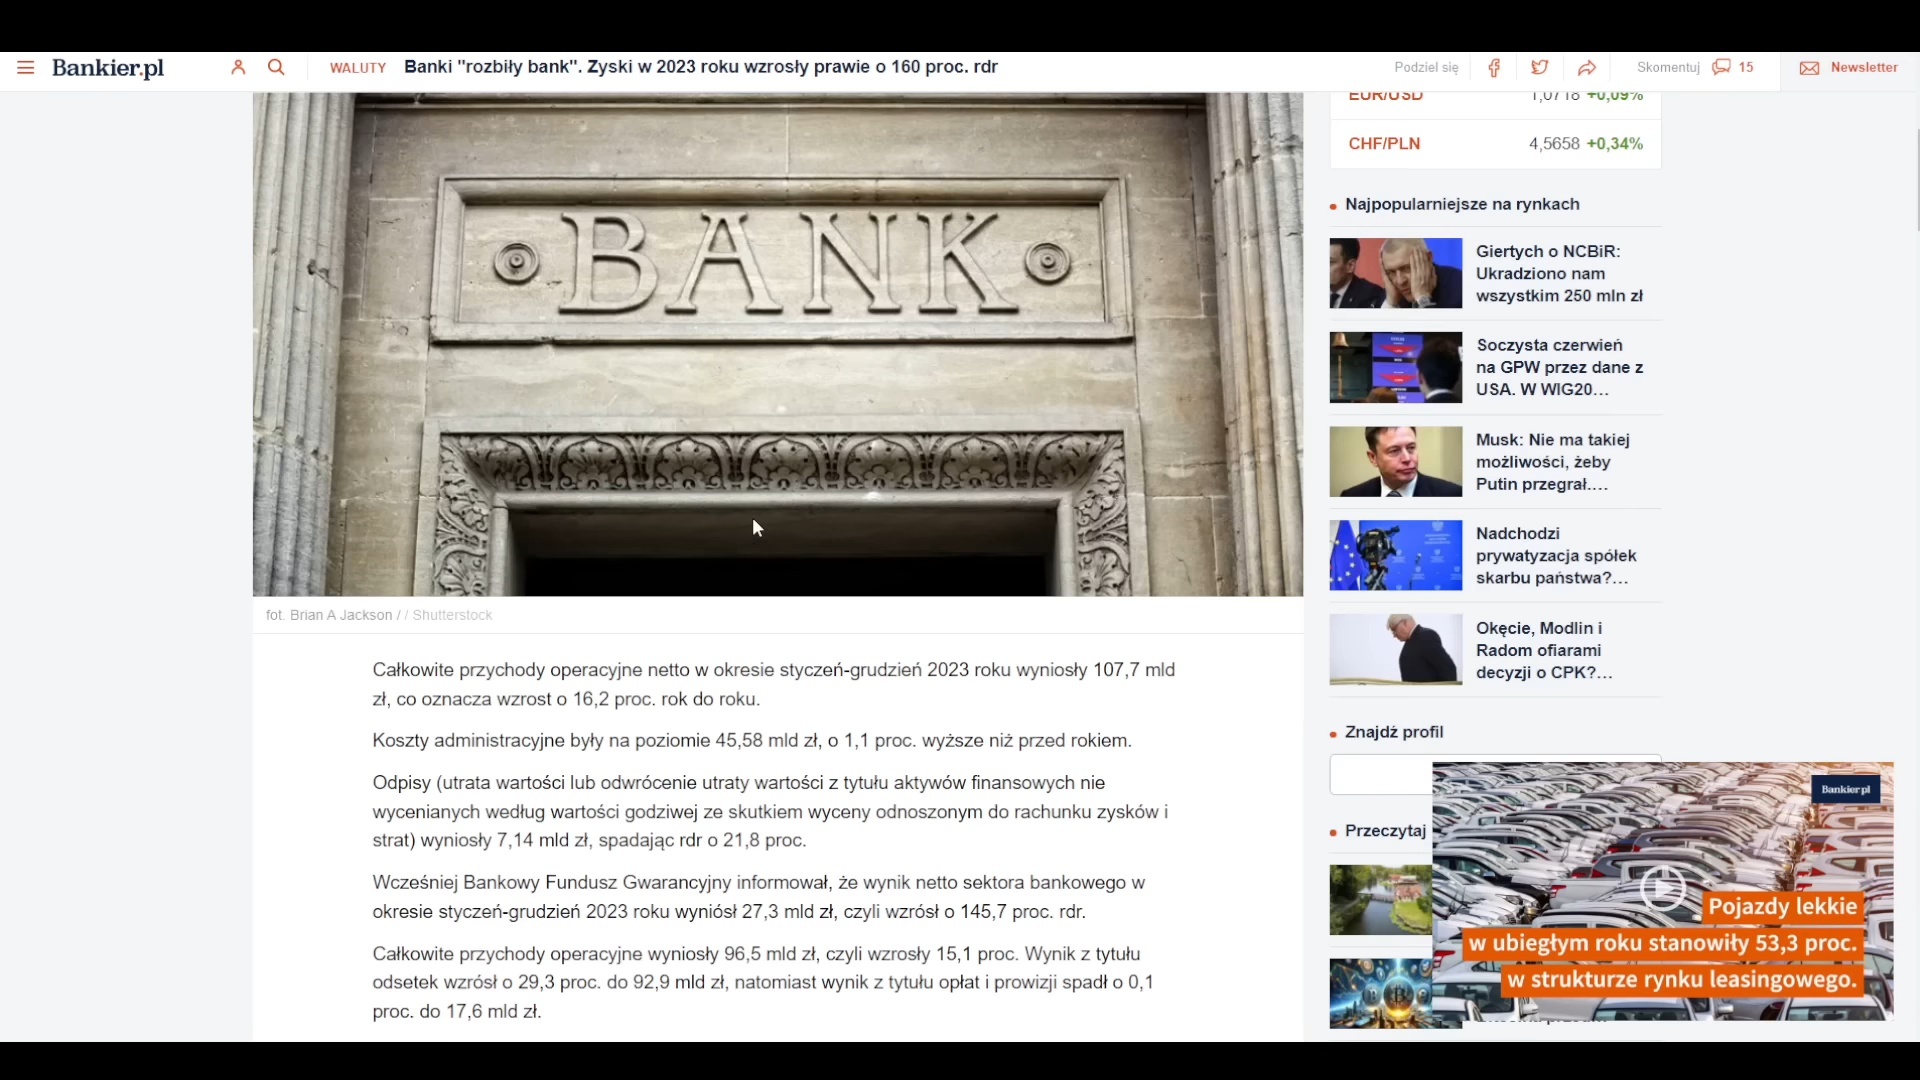 Bankier.pl
WALUTY
Banki "rozbiły bank". Zyski w 2023 roku wzrosły prawie o 160 proc. rdr
Podziel się
Skomentuj 15
Newsletter
BANK
fot. Brian A Jackson / / Shutterstock
Całkowite przychody operacyjne netto w okresie styczeń-grudzień 2023 roku wyniosły 107,7 mld
zł, co oznacza wzrost o 16,2 proc. rok do roku.
Koszty administracyjne były na poziomie 45,58 mld zł, o 1,1 proc. wyższe niż przed rokiem.
Odpisy (utrata wartości lub odwrócenie utraty wartości z tytułu aktywów finansowych nie
wycenianych według wartości godziwej ze skutkiem wyceny odnoszonym do rachunku zysków i
strat) wyniosły 7,14 mld zł, spadając rdr o 21,8 proc.
Wcześniej Bankowy Fundusz Gwarancyjny informował, że wynik netto sektora bankowego w
okresie styczeń-grudzień 2023 roku wyniósł 27,3 mld zł, czyli wzrósł o 145,7 proc. rdr.
Całkowite przychody operacyjne wyniosły 96,5 mld zł, czyli wzrosły 15,1 proc. Wynik z tytułu
odsetek wzrósł o 29,3 proc. do 92,9 mld zł, natomiast wynik z tytułu opłat i prowizji spadł o 0,1
proc. do 17,6 mld zł.
EUR/USD 1,0718 +0,09%
CHF/PLN 4,5658 +0,34%
Najpopularniejsze na rynkach
Giertych o NCBiR:
Ukradziono nam
wszystkim 250 mln zł
Soczysta czerwień
na GPW przez dane z
USA. W WIG20...
Musk: Nie ma takiej
możliwości, żeby
Putin przegrał....
Nadchodzi
prywatyzacja spółek
skarbu państwa?...
Okęcie, Modlin i
Radom ofiarami
decyzji o CPK?...
Znajdź profil
Przeczytaj
Bankier.pl
Pojazdy lekkie
w ubiegłym roku stanowiły 53,3 proc.
w strukturze rynku leasingowego.